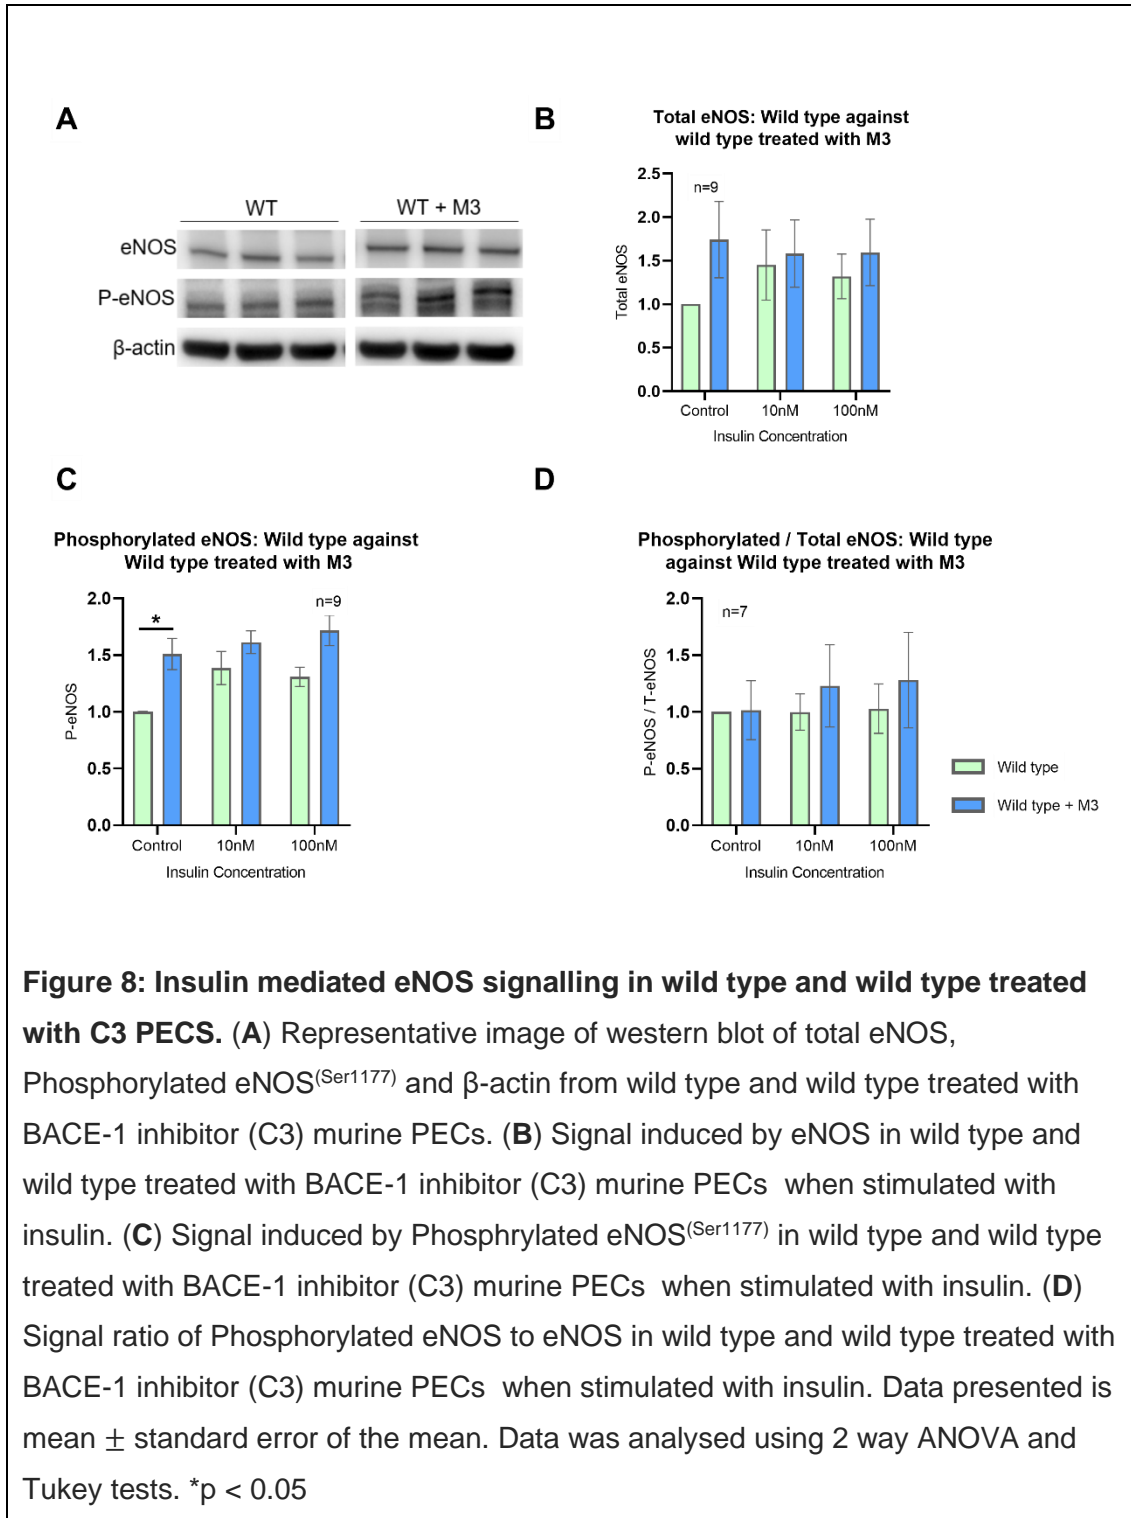 A
WT
WT + M3
eNOS
P-eNOS
β-actin
B
Total eNOS: Wild type against
wild type treated with M3
2.5
2.0
1.5
1.0
0.5
0.0
n=9
Total eNOS
Control
10nM
100nM
Insulin Concentration
C
Phosphorylated eNOS: Wild type against
Wild type treated with M3
2.0
1.5
1.0
0.5
0.0
*
n=9
P-eNOS
Control
10nM
100nM
Insulin Concentration
D
Phosphorylated / Total eNOS: Wild type
against Wild type treated with M3
2.0
1.5
1.0
0.5
0.0
n=7
P-eNOS / T-eNOS
Control
10nM
100nM
Insulin Concentration
Wild type
Wild type + M3
Figure 8: Insulin mediated eNOS signalling in wild type and wild type treated
with C3 PECS. (A) Representative image of western blot of total eNOS,
Phosphorylated eNOS(Ser1177) and β-actin from wild type and wild type treated with
BACE-1 inhibitor (C3) murine PECs. (B) Signal induced by eNOS in wild type and
wild type treated with BACE-1 inhibitor (C3) murine PECs when stimulated with
insulin. (C) Signal induced by Phosphrylated eNOS(Ser1177) in wild type and wild type
treated with BACE-1 inhibitor (C3) murine PECs when stimulated with insulin. (D)
Signal ratio of Phosphorylated eNOS to eNOS in wild type and wild type treated with
BACE-1 inhibitor (C3) murine PECs when stimulated with insulin. Data presented is
mean ± standard error of the mean. Data was analysed using 2 way ANOVA and
Tukey tests. *p < 0.05